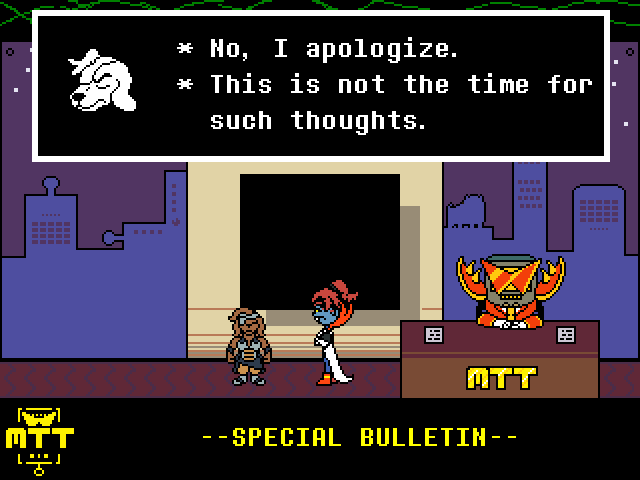 * No, I apologize.
* This is not the time for
such thoughts.
MTT
MTT
--SPECIAL BULLETIN--